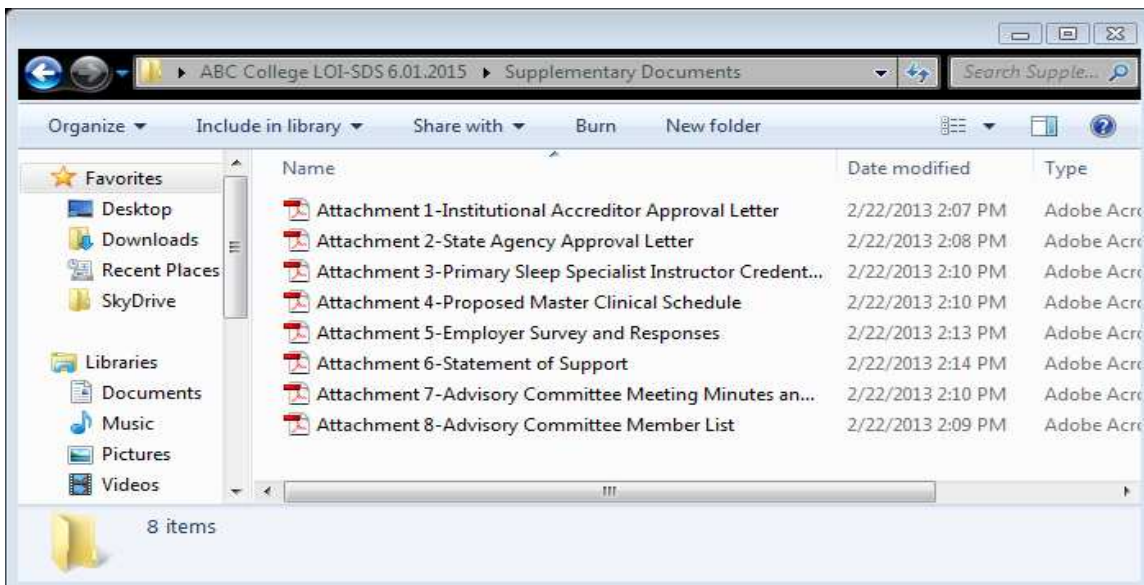 ABC College LOI-SDS 6.01.2015 Supplementary Documents Search Supple...
Organize Include in library Share with Burn New folder
Favorites
Desktop
Downloads
Recent Places
SkyDrive
Libraries
Documents
Music
Pictures
Videos
Name Date modified Type
Attachment 1-Institutional Accreditor Approval Letter 2/22/2013 2:07 PM Adobe Acr
Attachment 2-State Agency Approval Letter 2/22/2013 2:08 PM Adobe Acr
Attachment 3-Primary Sleep Specialist Instructor Credent... 2/22/2013 2:10 PM Adobe Acr
Attachment 4-Proposed Master Clinical Schedule 2/22/2013 2:10 PM Adobe Acr
Attachment 5-Employer Survey and Responses 2/22/2013 2:13 PM Adobe Acr
Attachment 6-Statement of Support 2/22/2013 2:14 PM Adobe Acr
Attachment 7-Advisory Committee Meeting Minutes an... 2/22/2013 2:10 PM Adobe Acr
Attachment 8-Advisory Committee Member List 2/22/2013 2:09 PM Adobe Acr
8 items